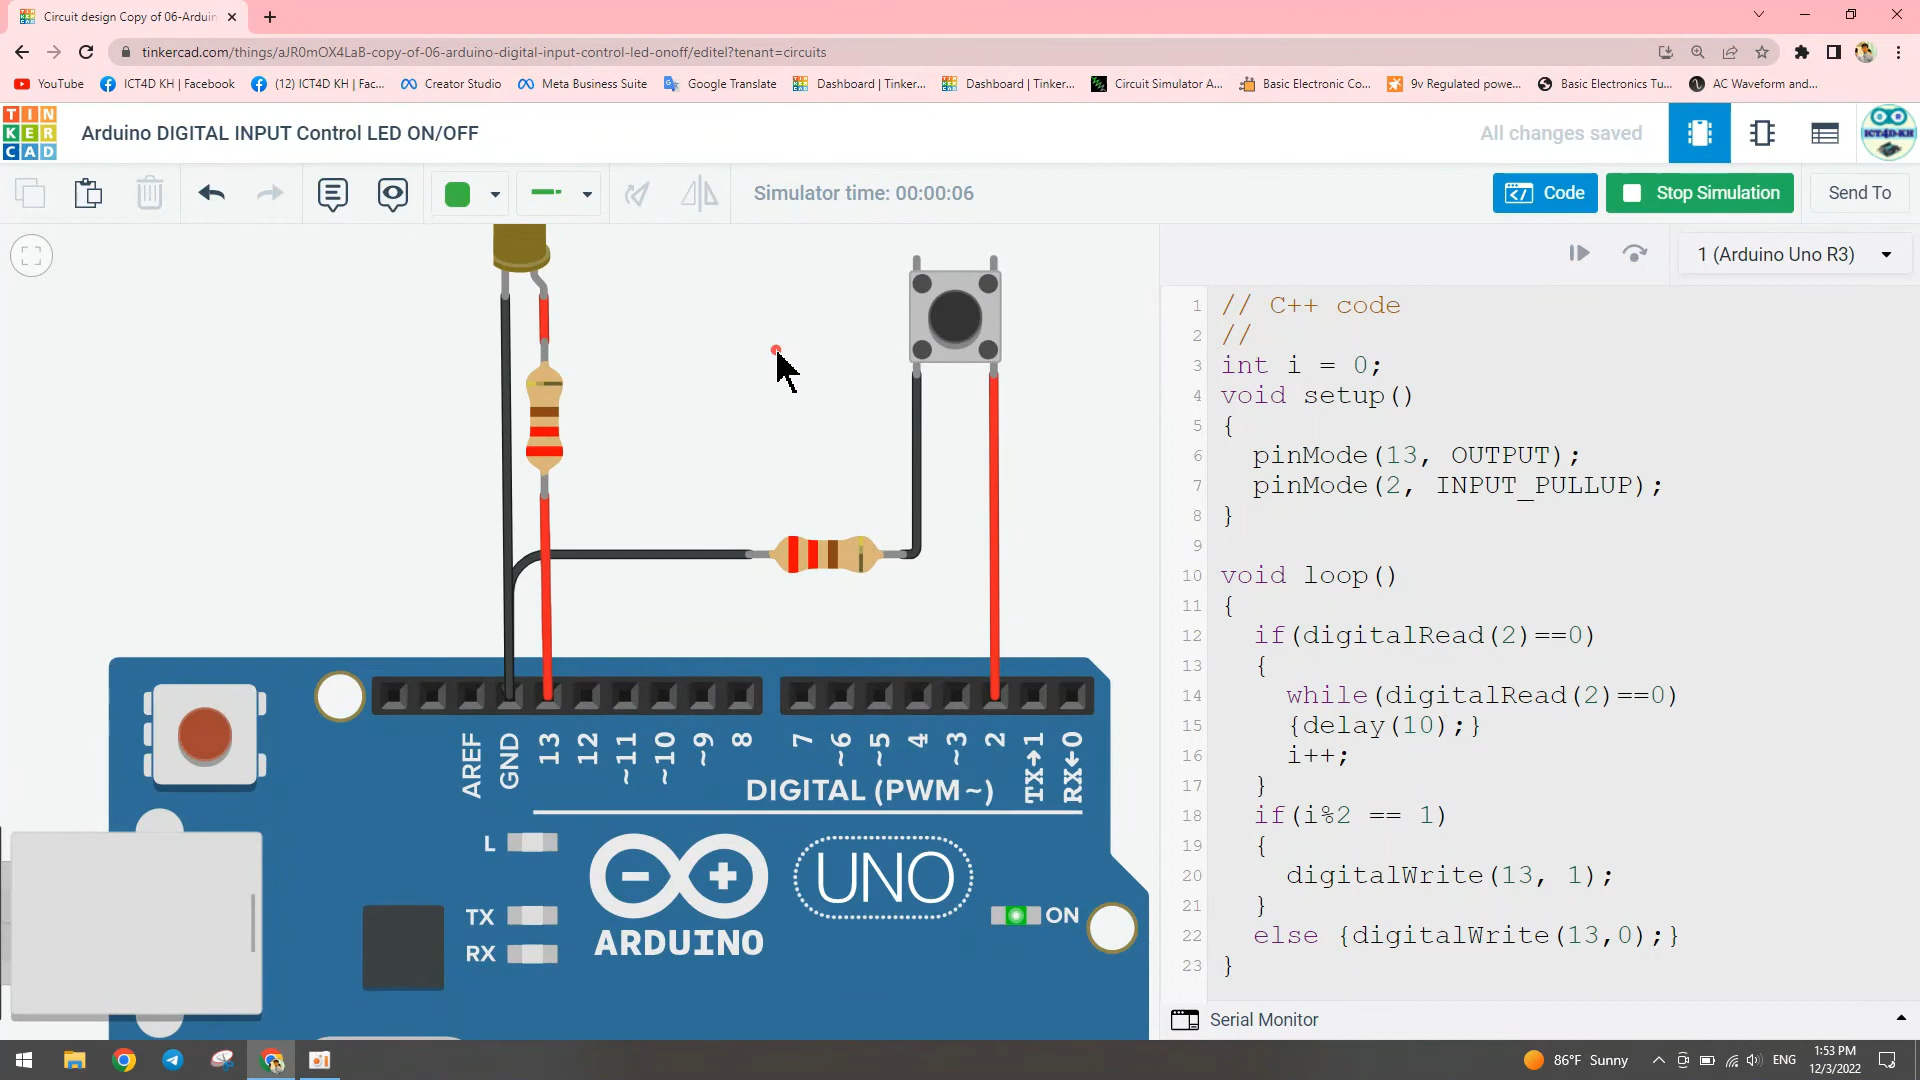 Circuit design Copy of 06-Arduin
tinkercad.com/things/aJR0mOX4LaB-copy-of-06-arduino-digital-input-control-led-onoff/editel?tenant=circuits
YouTube ICT4D KH | Facebook (12) ICT4D KH | Fac... Creator Studio Meta Business Suite Google Translate Dashboard | Tinker... Dashboard | Tinker... Circuit Simulator A... Basic Electronic Co... 9v Regulated powe... Basic Electronics Tu... AC Waveform and...
TIN
KER
CAD
Arduino DIGITAL INPUT Control LED ON/OFF
All changes saved
ICT4D-KH
Simulator time: 00:00:06
Code
Stop Simulation
Send To
1 (Arduino Uno R3)
1 // C++ code
2 //
3 int i = 0;
4 void setup()
5 {
6 pinMode(13, OUTPUT);
7 pinMode(2, INPUT_PULLUP);
8 }
9
10 void loop()
11 {
12 if(digitalRead(2)==0)
13 {
14 while(digitalRead(2)==0)
15 {delay(10);}
16 i++;
17 }
18 if(i%2 == 1)
19 {
20 digitalWrite(13, 1);
21 }
22 else {digitalWrite(13,0);}
23 }
AREF GND 13 12 ~11 ~10 ~9 8 7 ~6 ~5 4 ~3 2 TX→1 RX←0
DIGITAL (PWM~)
L
TX
RX
UNO
ARDUINO
ON
Serial Monitor
86°F Sunny
ENG
1:53 PM
12/3/2022